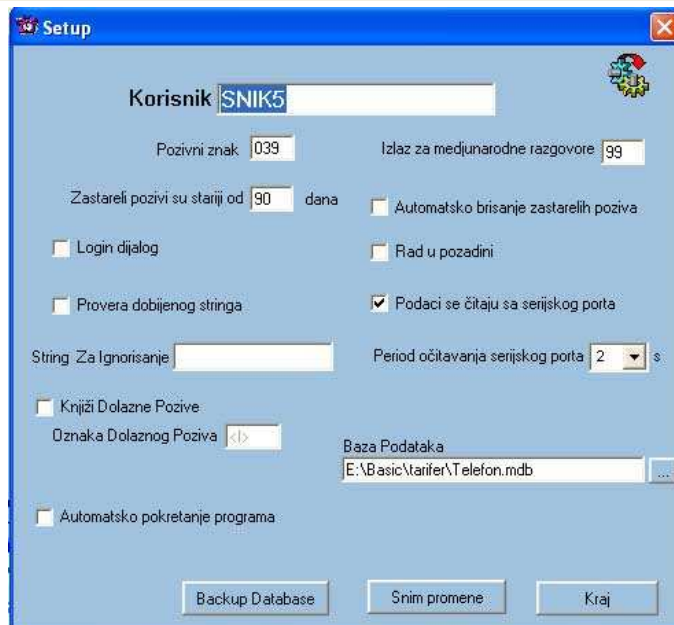 Setup
Korisnik SNIK5
Pozivni znak 039
Izlaz za medjunarodne razgovore 99
Zastareli pozivi su stariji od 90 dana
Automatsko brisanje zastarelih poziva
Login dijalog
Rad u pozadini
Provera dobijenog stringa
Podaci se čitaju sa serijskog porta
String Za Ignorisanje
Period očitavanja serijskog porta 2 s
Knjiži Dolazne Pozive
Oznaka Dolaznog Poziva <I>
Baza Podataka
E:\Basic\tarifer\Telefon.mdb ...
Automatsko pokretanje programa
Backup Database Snim promene Kraj